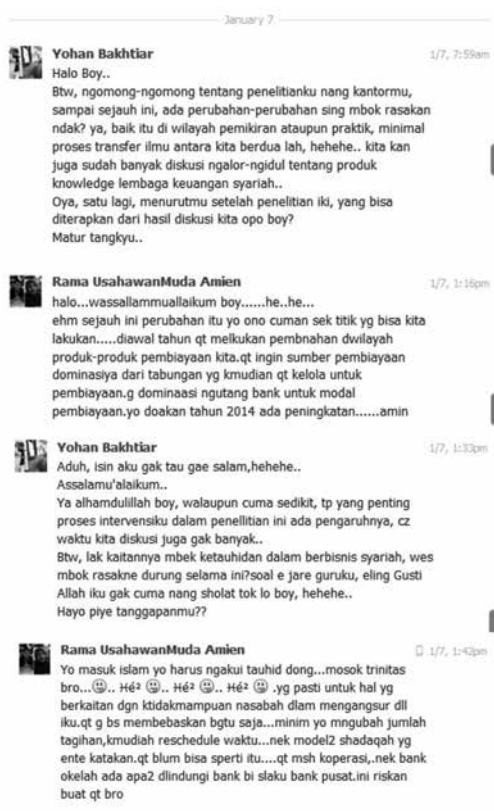 January 7
Yohan Bakhtiar 1/7, 7:59am
Halo Boy..
Btw, ngomong-ngomong tentang penelitianku nang kantormu,
sampai sejauh ini, ada perubahan-perubahan sing mbok rasakan
ndak? ya, baik itu di wilayah pemikiran ataupun praktik, minimal
proses transfer ilmu antara kita berdua lah, hehehe.. kita kan
juga sudah banyak diskusi ngalor-ngidul tentang produk
knowledge lembaga keuangan syariah..
Oya, satu lagi, menurutmu setelah penelitian iki, yang bisa
diterapkan dari hasil diskusi kita opo boy?
Matur tangkyu..
Rama UsahawanMuda Amien 1/7, 1:16pm
halo...wassallammuallaikum boy......he..he...
ehm sejauh ini perubahan itu yo ono cuman sek titik yg bisa kita
lakukan.....diawal tahun qt melkukan pembnahan dwilayah
produk-produk pembiayaan kita.qt ingin sumber pembiayaan
dominasiya dari tabungan yg kmudian qt kelola untuk
pembiayaan.g dominaasi ngutang bank untuk modal
pembiayaan.yo doakan tahun 2014 ada peningkatan......amin
Yohan Bakhtiar 1/7, 1:33pm
Aduh, isin aku gak tau gae salam,hehehe..
Assalamu'alaikum..
Ya alhamdulillah boy, walaupun cuma sedikit, tp yang penting
proses intervensiku dalam penellitian ini ada pengaruhnya, cz
waktu kita diskusi juga gak banyak..
Btw, lak kaitannya mbek ketauhidan dalam berbisnis syariah, wes
mbok rasakne durung selama ini?soal e jare guruku, eling Gusti
Allah iku gak cuma nang sholat tok lo boy, hehehe..
Hayo piye tanggapanmu??
Rama UsahawanMuda Amien 1/7, 1:42pm
Yo masuk islam yo harus ngakui tauhid dong...mosok trinitas
bro...😀.. Hé² 😀.. Hé² 😀.. Hé² 😀 .yg pasti untuk hal yg
berkaitan dgn ktidakmampuan nasabah dlam mengangsur dll
iku.qt g bs membebaskan bgtu saja...minim yo mngubah jumlah
tagihan,kmudiah reschedule waktu...nek model2 shadaqah yg
ente katakan.qt blum bisa sperti itu....qt msh koperasi,.nek bank
okelah ada apa2 dlindungi bank bi slaku bank pusat.ini riskan
buat qt bro